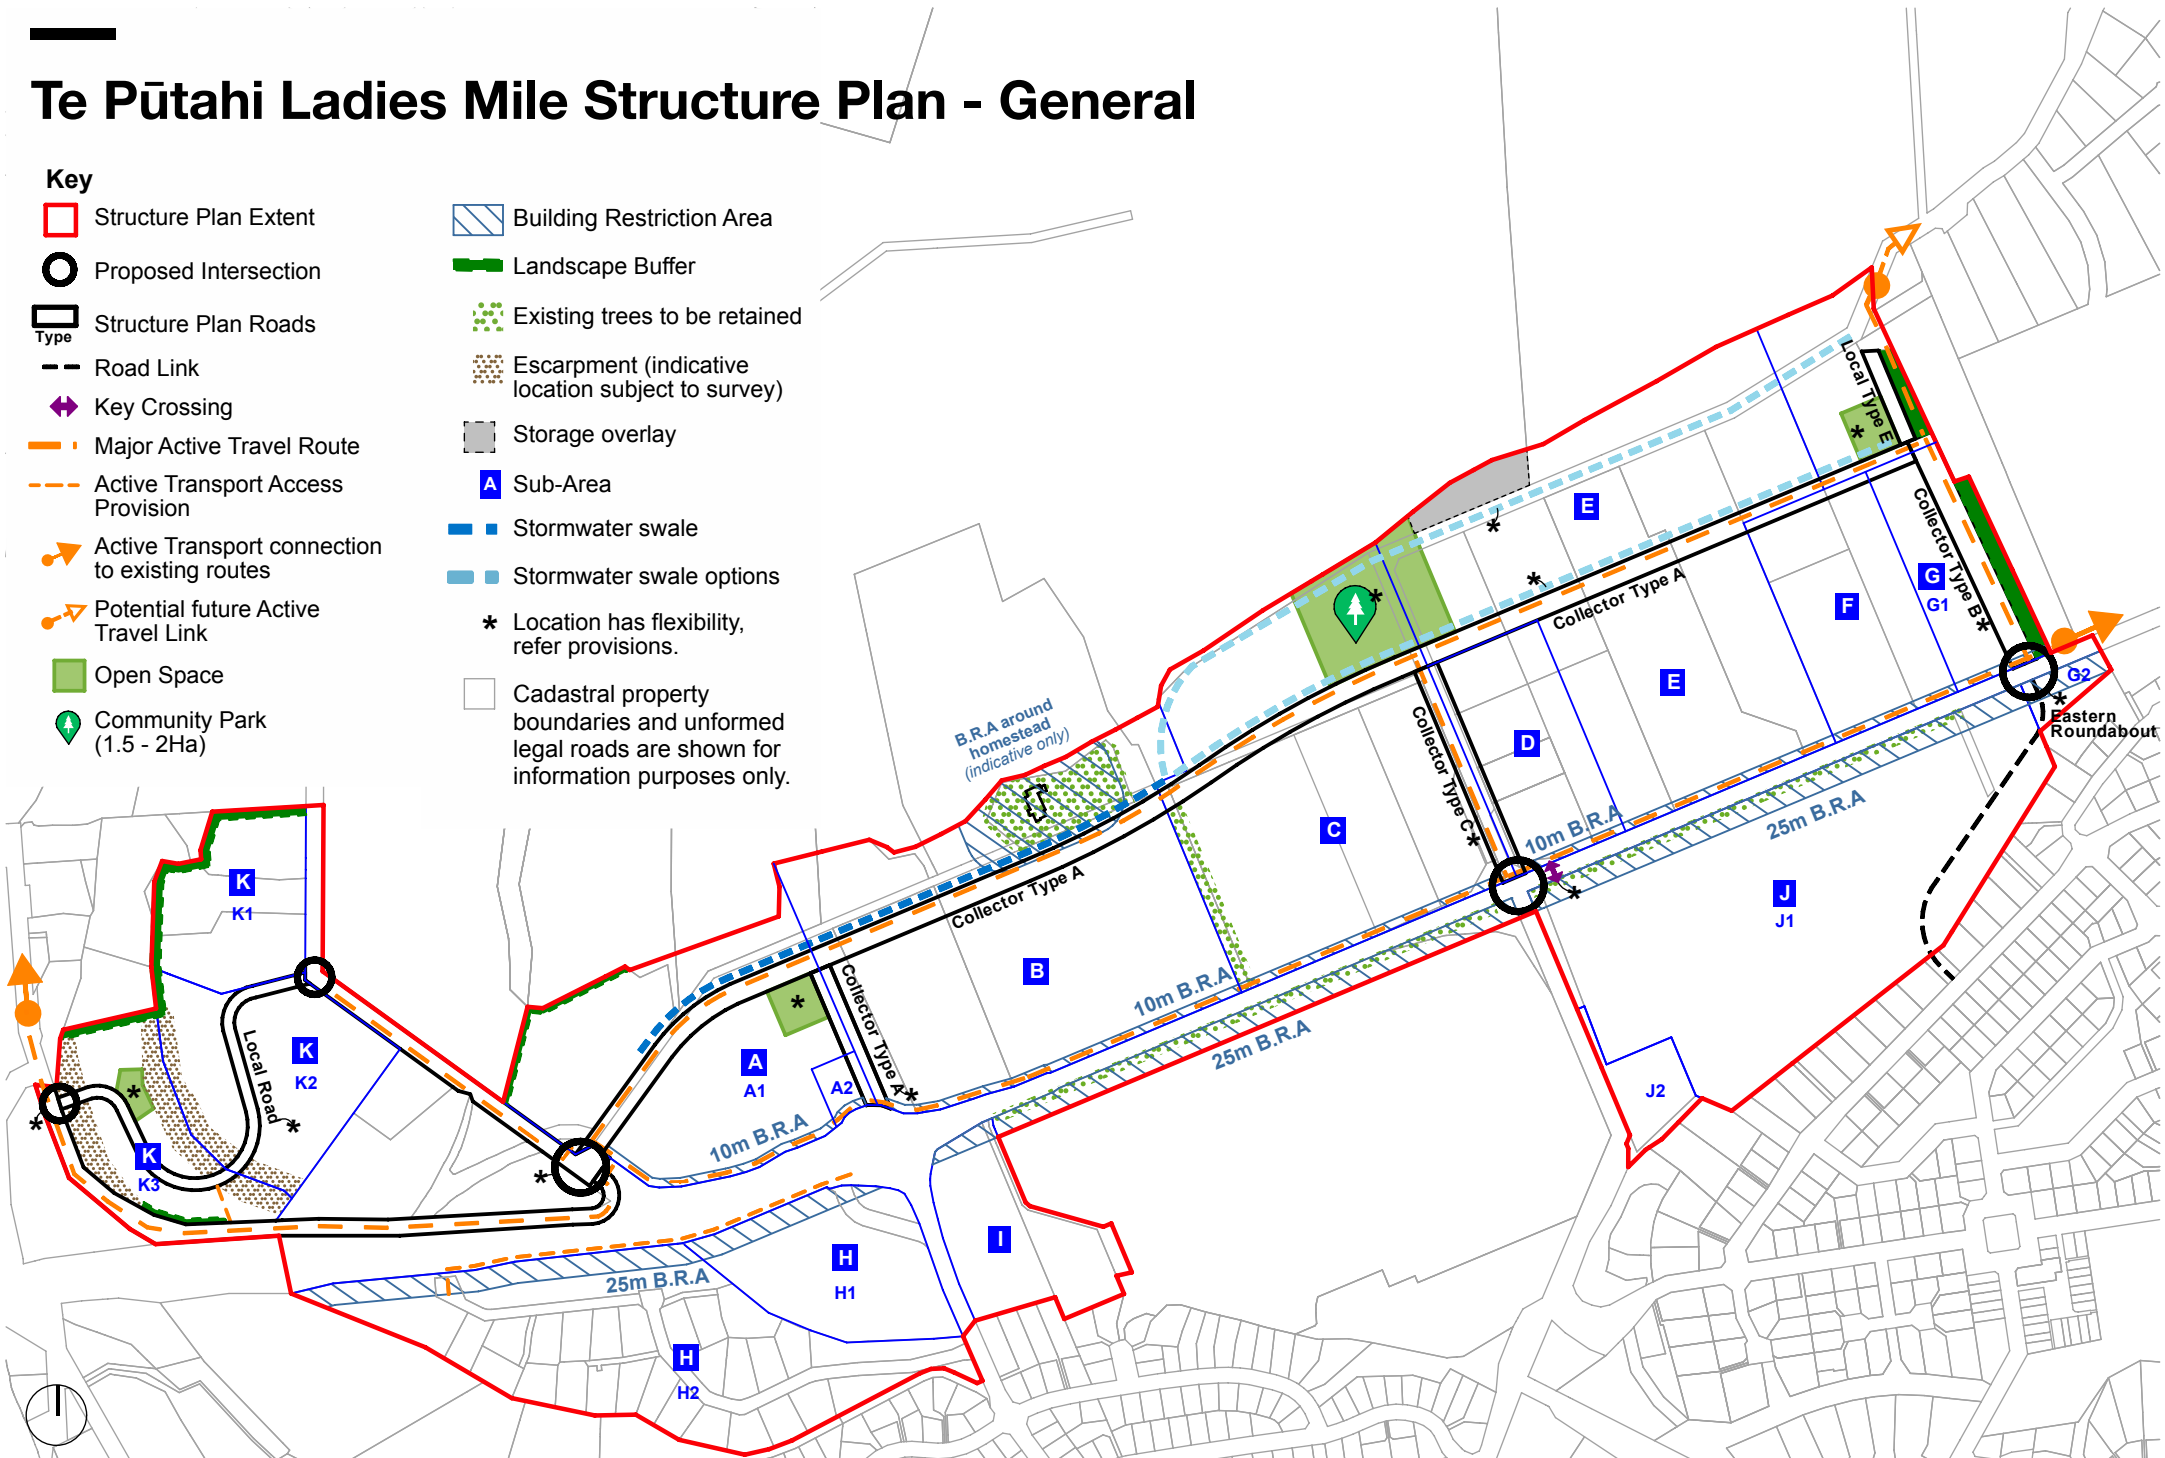 Te Pūtahi Ladies Mile Structure Plan - General
Key
Structure Plan Extent
Proposed Intersection
Type
Structure Plan Roads
Road Link
Key Crossing
Major Active Travel Route
Active Transport Access
Provision
Active Transport connection
to existing routes
Potential future Active
Travel Link
Open Space
Community Park
(1.5 - 2Ha)
Building Restriction Area
Landscape Buffer
Existing trees to be retained
Escarpment (indicative
location subject to survey)
Storage overlay
A
Sub-Area
Stormwater swale
Stormwater swale options
* Location has flexibility,
refer provisions.
Cadastral property
boundaries and unformed
legal roads are shown for
information purposes only.
B.R.A around
homestead
(indicative only)
Local Type E
*
E
*
*
*
Collector Type A
Collector Type B
*
G
G1
F
E
G2
*
Eastern
Roundabout
D
Collector Type C
*
C
10m B.R.A
25m B.R.A
*
J
J1
J2
Collector Type A
B
10m B.R.A
25m B.R.A
K
K1
*
Collector Type A
*
A
A1
A2
10m B.R.A
K
K2
Local Road
*
*
*
K
K3
*
25m B.R.A
H
H1
I
H
H2